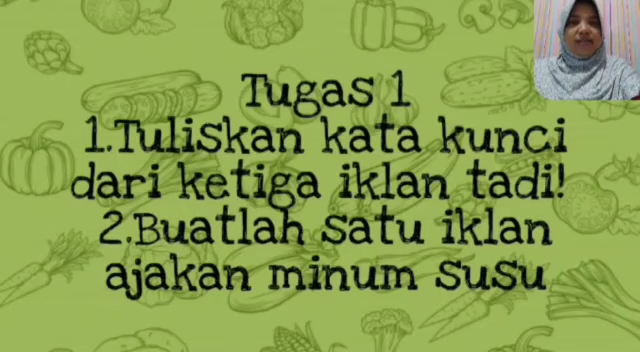 Tugas 1
1.Tuliskan kata kunci
dari ketiga iklan tadi!
2.Buatlah satu iklan
ajakan minum susu